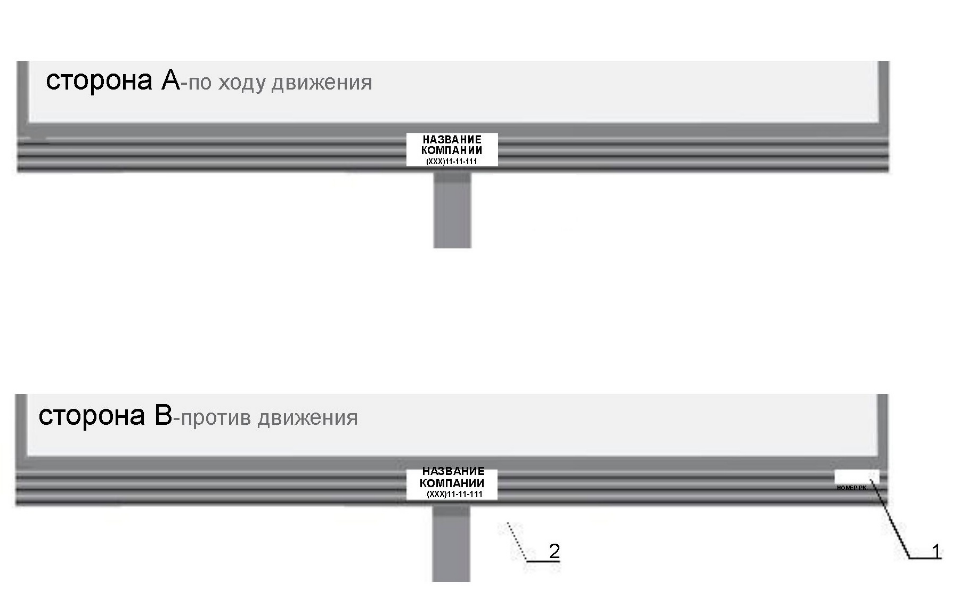 сторона А-по ходу движения
НАЗВАНИЕ
КОМПАНИИ
(XXX)11-11-111
сторона В-против движения
НАЗВАНИЕ
КОМПАНИИ
(XXX)11-11-111
НОМЕР РК
2
1